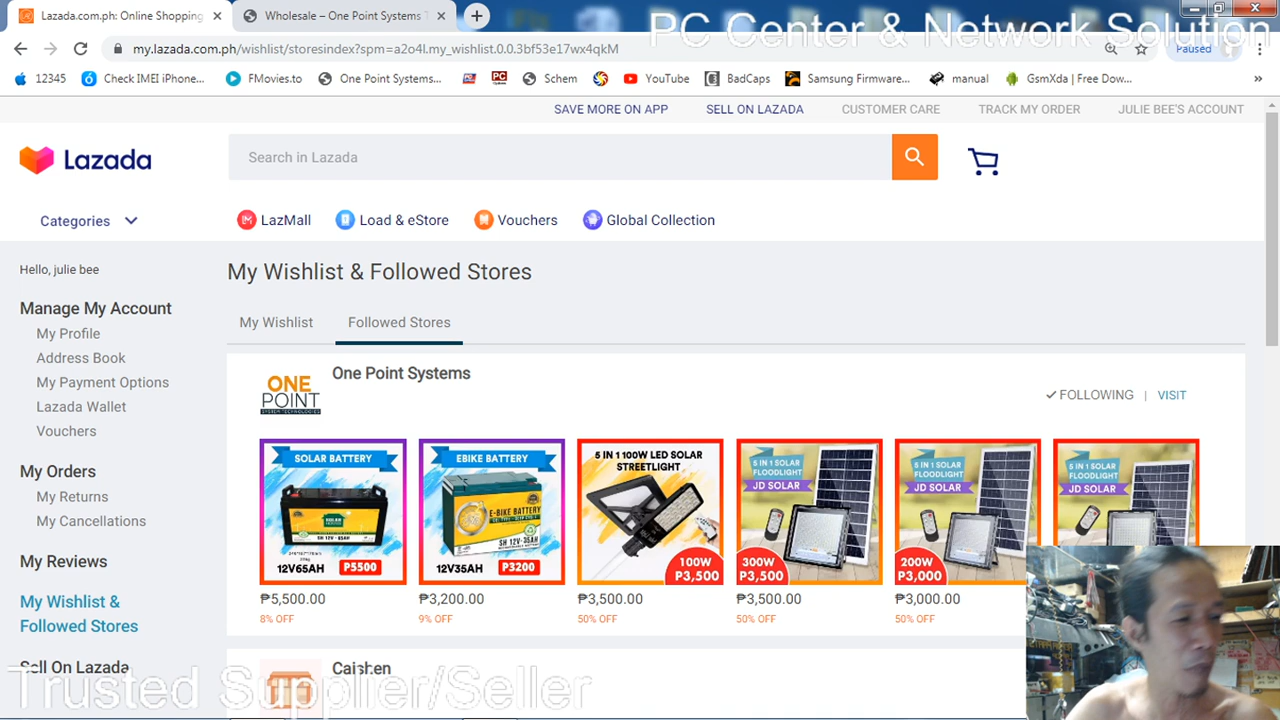 Lazada.com.ph: Online Shopping
Wholesale – One Point Systems T
PC Center & Network Solution
my.lazada.com.ph/wishlist/storesindex?spm=a2o4l.my_wishlist.0.0.3bf53e17wx4qkM
Paused
12345
Check IMEI iPhone...
FMovies.to
One Point Systems...
PC
Schem
YouTube
BadCaps
Samsung Firmware...
manual
GsmXda | Free Dow...
SAVE MORE ON APP
SELL ON LAZADA
CUSTOMER CARE
TRACK MY ORDER
JULIE BEE'S ACCOUNT
Lazada
Search in Lazada
Categories
LazMall
Load & eStore
Vouchers
Global Collection
Hello, julie bee
Manage My Account
My Profile
Address Book
My Payment Options
Lazada Wallet
Vouchers
My Orders
My Returns
My Cancellations
My Reviews
My Wishlist &
Followed Stores
Sell On Lazada
My Wishlist & Followed Stores
My Wishlist
Followed Stores
ONE
POINT
One Point Systems
FOLLOWING | VISIT
SOLAR BATTERY
12V65AH
P5500
₱5,500.00
8% OFF
EBIKE BATTERY
E-BIKE BATTERY
SH 12V-35AH
12V35AH
P3200
₱3,200.00
9% OFF
5 IN 1 100W LED SOLAR
STREETLIGHT
100W
P3,500
₱3,500.00
50% OFF
5 IN 1 SOLAR
FLOODLIGHT
JD SOLAR
300W
P3,500
₱3,500.00
50% OFF
5 IN 1 SOLAR
FLOODLIGHT
JD SOLAR
200W
P3,000
₱3,000.00
50% OFF
5 IN 1 SOLAR
FLOODLIGHT
JD SOLAR
Caishen
Trusted Supplier/Seller